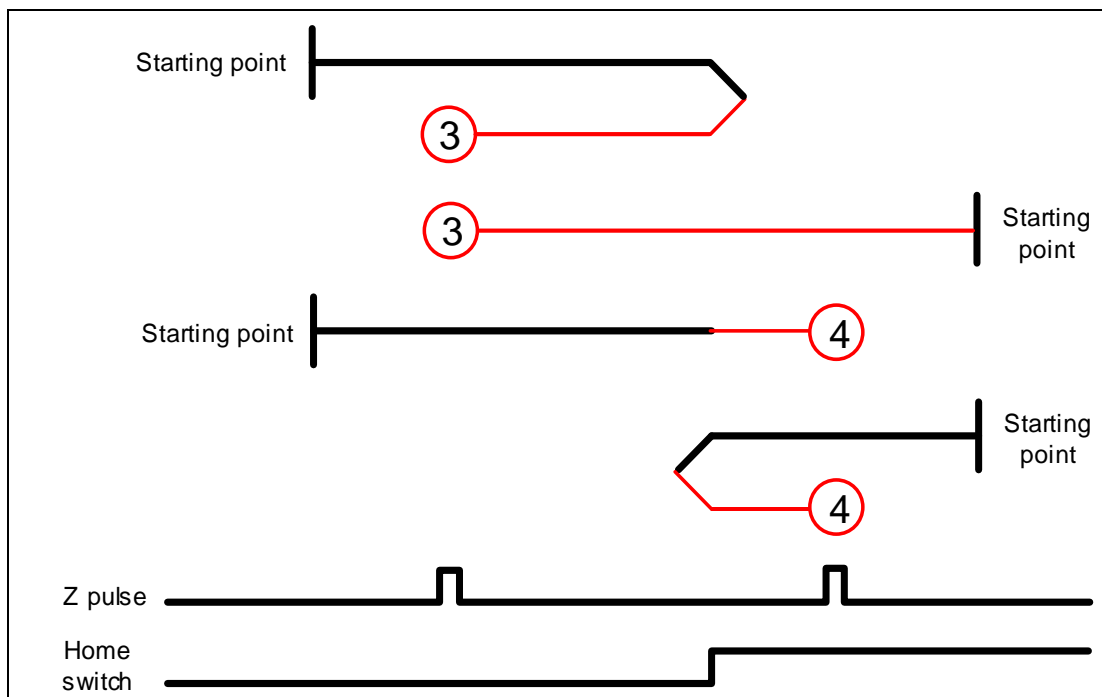 Starting point
3
3
Starting
point
Starting point
4
Starting
point
4
Z pulse
Home
switch